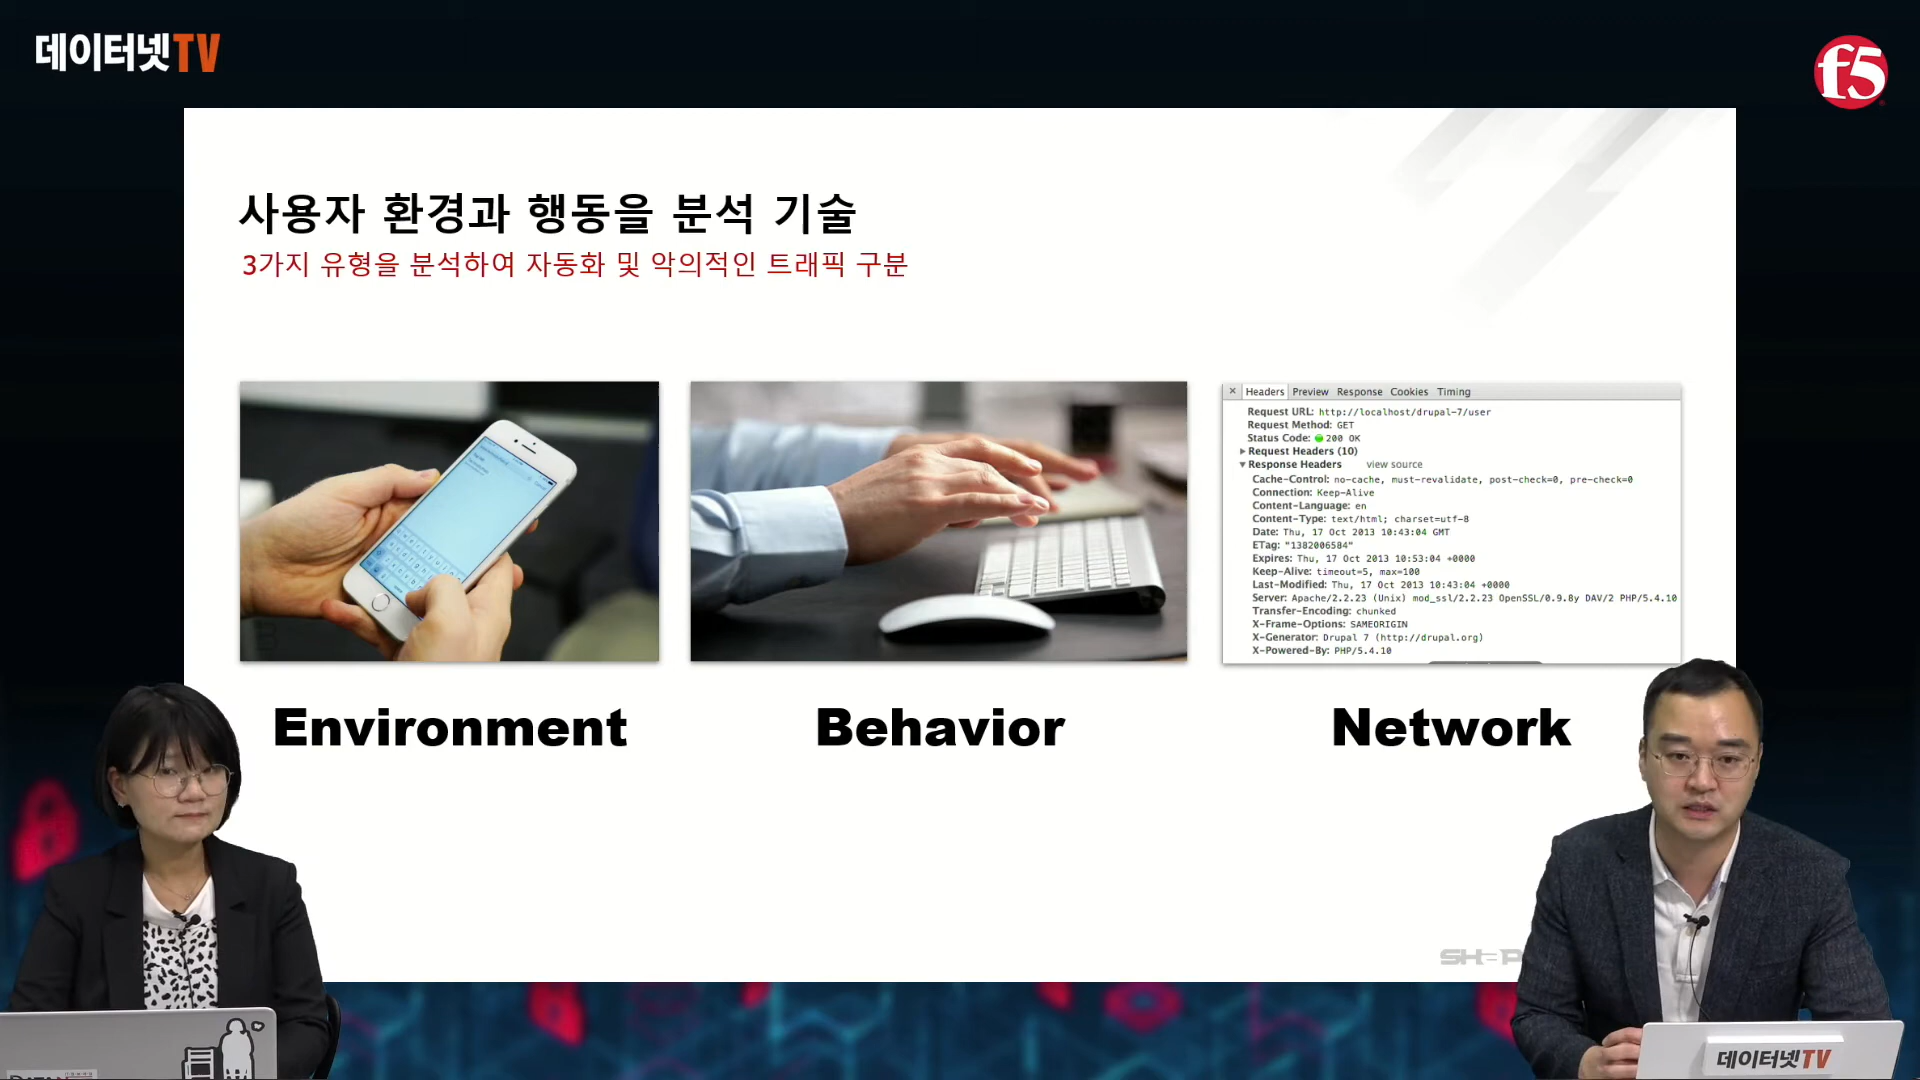 데이터넷TV
f5
사용자 환경과 행동을 분석 기술
3가지 유형을 분석하여 자동화 및 악의적인 트래픽 구분
Headers Preview Response Cookies Timing
Request URL: http://localhost/drupal-7/user
Request Method: GET
Status Code: 200 OK
Request Headers (10)
Response Headers view source
Cache-Control: no-cache, must-revalidate, post-check=0, pre-check=0
Connection: Keep-Alive
Content-Language: en
Content-Type: text/html; charset=utf-8
Date: Thu, 17 Oct 2013 10:43:04 GMT
ETag: "1382006584"
Expires: Thu, 17 Oct 2013 10:53:04 +0000
Keep-Alive: timeout=5, max=100
Last-Modified: Thu, 17 Oct 2013 10:43:04 +0000
Server: Apache/2.2.23 (Unix) mod_ssl/2.2.23 OpenSSL/0.9.8y DAV/2 PHP/5.4.10
Transfer-Encoding: chunked
X-Frame-Options: SAMEORIGIN
X-Generator: Drupal 7 (http://drupal.org)
X-Powered-By: PHP/5.4.10
Environment
Behavior
Network
데이터넷TV